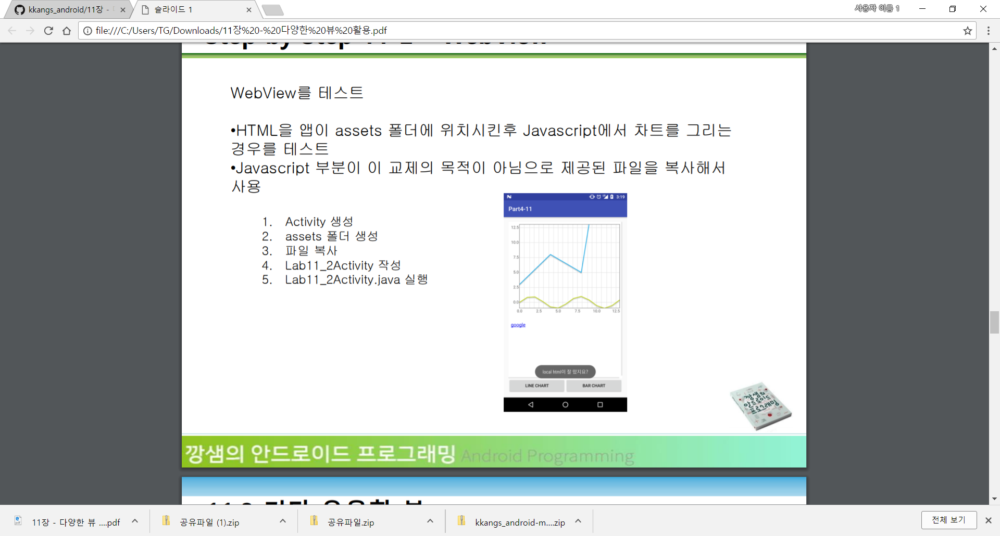 kkangs_android/11장 -
슬라이드 1
사용자 이름 1
file:///C:/Users/TG/Downloads/11장%20-%20다양한%20뷰%20활용.pdf
WebView를 테스트
•HTML을 앱이 assets 폴더에 위치시킨후 Javascript에서 차트를 그리는
경우를 테스트
•Javascript 부분이 이 교제의 목적이 아님으로 제공된 파일을 복사해서
사용
1. Activity 생성
2. assets 폴더 생성
3. 파일 복사
4. Lab11_2Activity 작성
5. Lab11_2Activity.java 실행
3:19
Part4-11
12.5
10.0
7.5
5.0
2.5
0.0
0.0 2.5 5.0 7.5 10.0 12.5
google
local html이 잘 떴지요?
LINE CHART BAR CHART
깡샘의
안드로이드
프로그래밍
깡샘의 안드로이드 프로그래밍 Android Programming
11장 - 다양한 뷰 ....pdf
공유파일 (1).zip
공유파일.zip
kkangs_android-m....zip
전체 보기